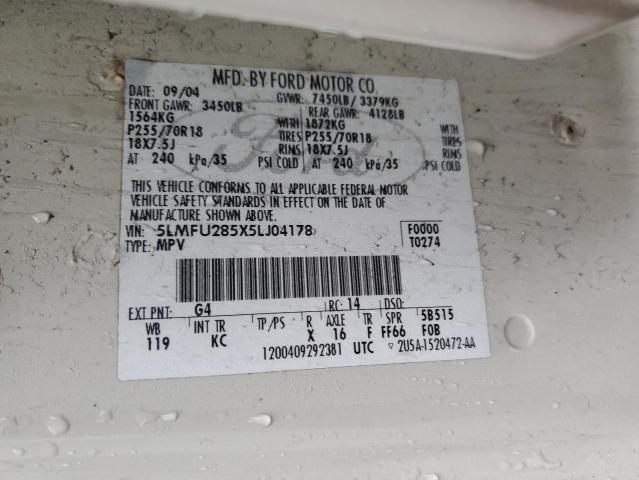 MFD. BY FORD MOTOR CO.
DATE: 09/04 GVWR: 7450LB/ 3379KG
FRONT GAWR: 3450LB REAR GAWR: 4128LB
1564KG WITH 1872KG WITH
P255/70R18 TIRES P255/70R18 TIRES
18X7.5J RIMS 18X7.5J RIMS
AT 240 kPa/35 PSI COLD AT 240 kPa/35 PSI COLD
THIS VEHICLE CONFORMS TO ALL APPLICABLE FEDERAL MOTOR
VEHICLE SAFETY STANDARDS IN EFFECT ON THE DATE OF
MANUFACTURE SHOWN ABOVE.
VIN: 5LMFU285X5LJ04178 F0000
TYPE: MPV T0274
EXT PNT: G4 RC: 14 DSO:
WB INT TR TP/PS R AXLE TR SPR 5B515
119 KC X 16 F FF66 F0B
1200409292381 UTC ▽ 2U5A-1520472-AA
Ford